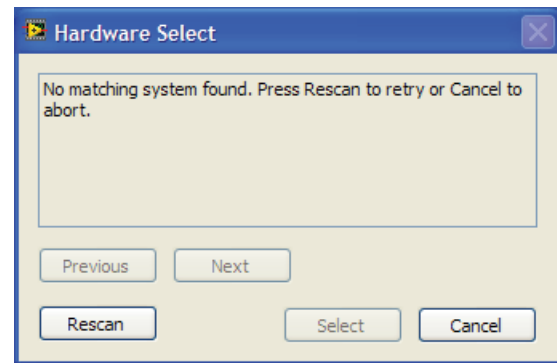 Hardware Select
No matching system found. Press Rescan to retry or Cancel to
abort.
Previous Next
Rescan Select Cancel